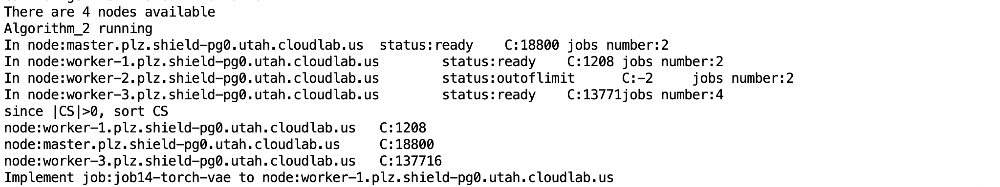 There are 4 nodes available
Algorithm_2 running
In node:master.plz.shield-pg0.utah.cloudlab.us status:ready C:18800 jobs number:2
In node:worker-1.plz.shield-pg0.utah.cloudlab.us status:ready C:1208 jobs number:2
In node:worker-2.plz.shield-pg0.utah.cloudlab.us status:outoflimit C:-2 jobs number:2
In node:worker-3.plz.shield-pg0.utah.cloudlab.us status:ready C:13771jobs number:4
since |CS|>0, sort CS
node:worker-1.plz.shield-pg0.utah.cloudlab.us C:1208
node:master.plz.shield-pg0.utah.cloudlab.us C:18800
node:worker-3.plz.shield-pg0.utah.cloudlab.us C:137716
Implement job:job14-torch-vae to node:worker-1.plz.shield-pg0.utah.cloudlab.us